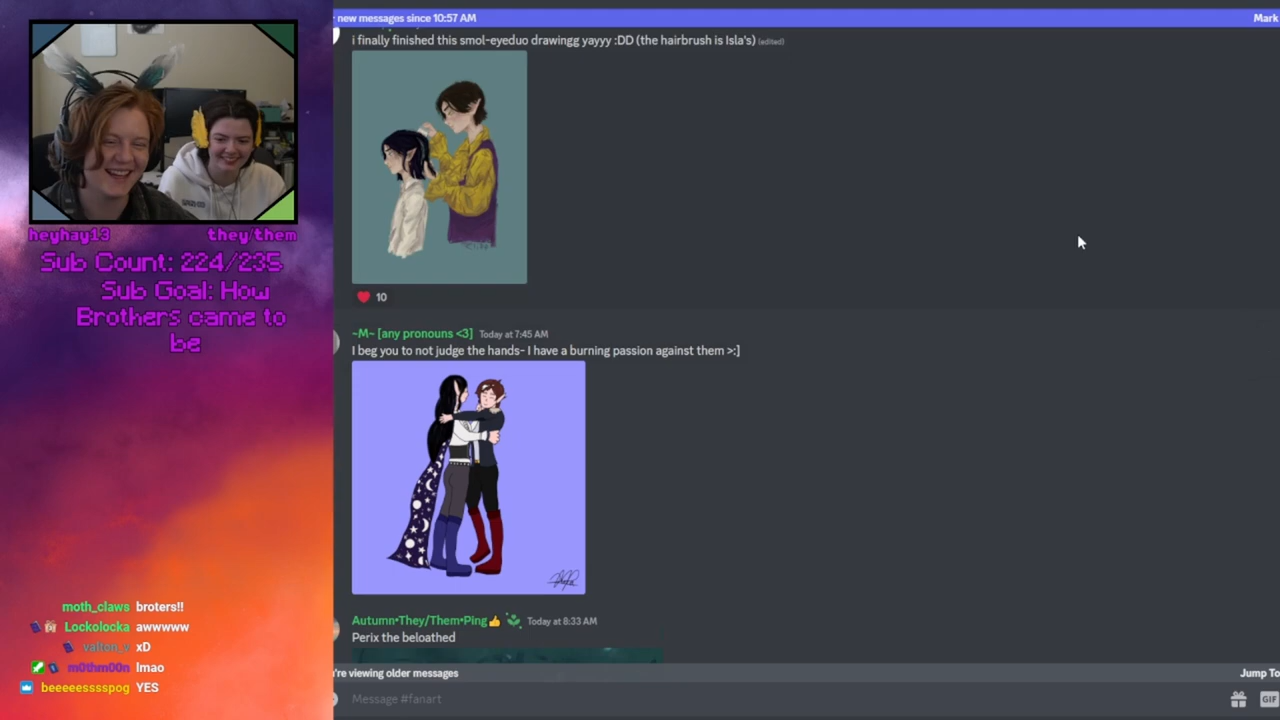 new messages since 10:57 AM
Mark
i finally finished this smol-eyeduo drawingg yayyy :DD (the hairbrush is Isla's) (edited)
10
~M~ [any pronouns <3] Today at 7:45 AM
I beg you to not judge the hands- I have a burning passion against them >:]
Autumn•They/Them•Ping👍 Today at 8:33 AM
Perix the beloathed
're viewing older messages
Jump To
Message #fanart
GIF
heyhay13 they/them
Sub Count: 224/235
Sub Goal: How
Brothers came to
be
moth_claws broters!!
Lockolocka awwwww
xD
m0thm00n lmao
beeeeesssspog YES